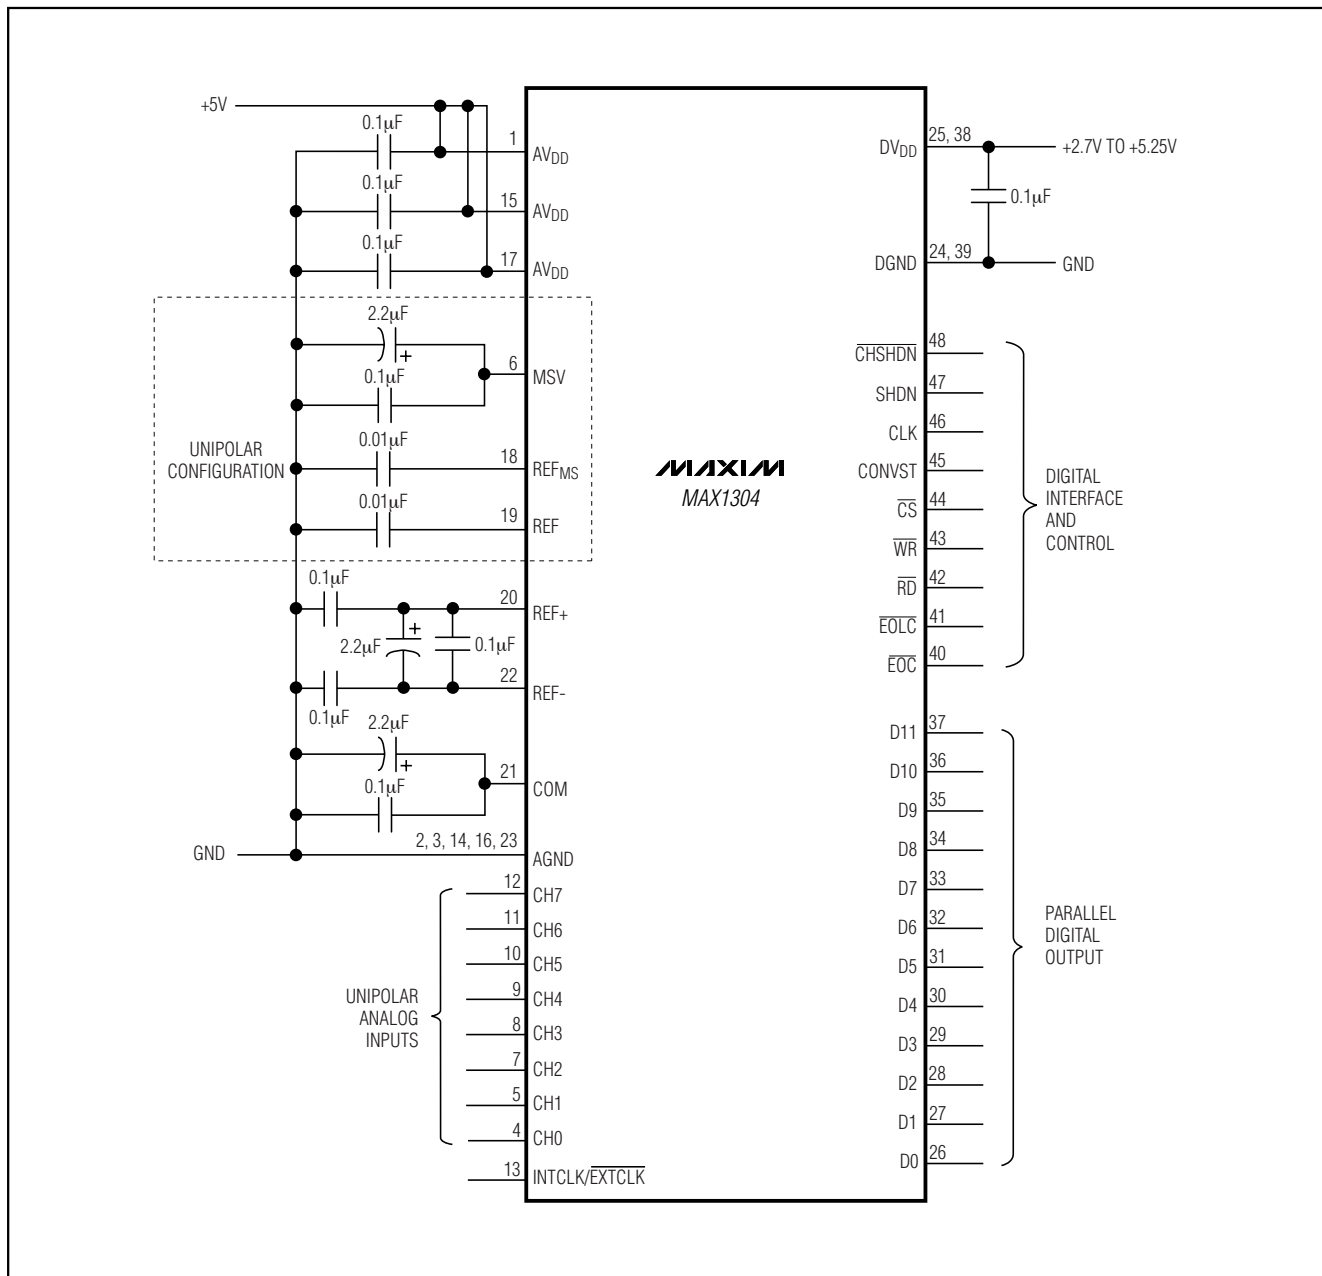 +5V
0.1µF
1
AVDD
0.1µF
15
AVDD
0.1µF
17
AVDD
UNIPOLAR
CONFIGURATION
2.2µF
+
6
MSV
0.1µF
0.01µF
18
REFMS
0.01µF
19
REF
0.1µF
20
REF+
+
2.2µF
0.1µF
22
REF-
0.1µF
2.2µF
+
21
COM
0.1µF
GND
2, 3, 14, 16, 23
AGND
UNIPOLAR
ANALOG
INPUTS
12
CH7
11
CH6
10
CH5
9
CH4
8
CH3
7
CH2
5
CH1
4
CH0
13
INTCLK/EXTCLK
MAXIM
MAX1304
DVDD
25, 38
+2.7V TO +5.25V
0.1µF
DGND
24, 39
GND
CHSHDN
48
SHDN
47
CLK
46
CONVST
45
CS
44
WR
43
RD
42
EOLC
41
EOC
40
DIGITAL
INTERFACE
AND
CONTROL
D11
37
D10
36
D9
35
D8
34
D7
33
D6
32
D5
31
D4
30
D3
29
D2
28
D1
27
D0
26
PARALLEL
DIGITAL
OUTPUT